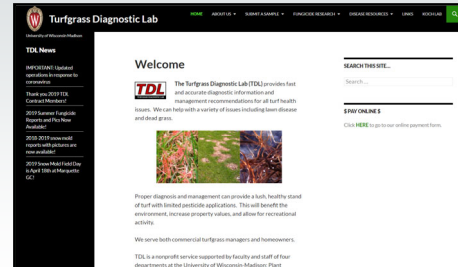 Turfgrass Diagnostic Lab
HOME ABOUT US SUBMIT A SAMPLE FUNGICIDE RESEARCH DISEASE RESOURCES LINKS KOCH LAB
University of Wisconsin-Madison
TDL News
IMPORTANT: Updated
operations in response to
coronavirus
Thank you 2019 TDL
Contract Members!
2019 Summer Fungicide
Reports and Pics Now
Available!
2018-2019 snow mold
reports with pictures are
now available!
2019 Snow Mold Field Day
is April 18th at Marquette
GC!
Welcome
TDL
The Turfgrass Diagnostic Lab (TDL) provides fast
and accurate diagnostic information and
management recommendations for all turf health
issues. We can help with a variety of issues including lawn disease
and dead grass.
Proper diagnosis and management can provide a lush, healthy stand
of turf with limited pesticide applications. This will benefit the
environment, increase property values, and allow for recreational
activity.
We serve both commercial turfgrass managers and homeowners.
TDL is a nonprofit service supported by faculty and staff of four
departments at the University of Wisconsin-Madison: Plant
SEARCH THIS SITE...
Search …
$ PAY ONLINE $
Click HERE to go to our online payment form.